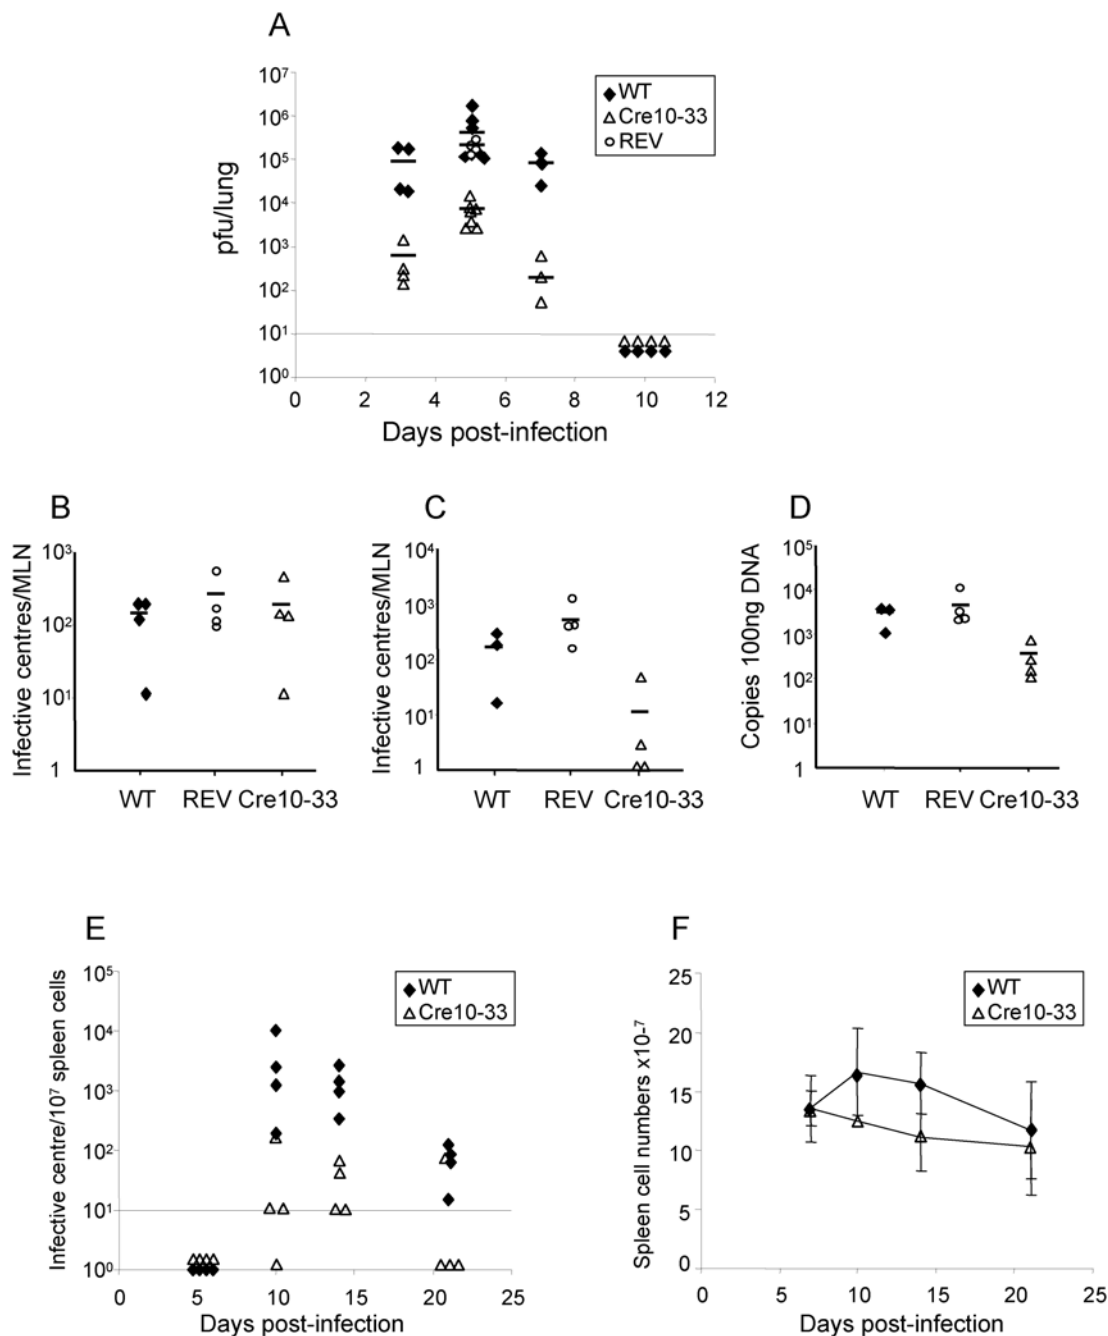 A
pfu/lung
10⁷
10⁶
10⁵
10⁴
10³
10²
10¹
10⁰
0 2 4 6 8 10 12
Days post-infection
WT
Cre10-33
REV
B
Infective centres/MLN
10³
10²
10¹
1
WT REV Cre10-33
C
Infective centres/MLN
10⁴
10³
10²
10¹
1
WT REV Cre10-33
D
Copies 100ng DNA
10⁵
10⁴
10³
10²
10¹
1
WT REV Cre10-33
E
Infective centre/10⁷ spleen cells
10⁵
10⁴
10³
10²
10¹
10⁰
0 5 10 15 20 25
Days post-infection
WT
Cre10-33
F
Spleen cell numbers x10⁻⁷
25
20
15
10
5
0
0 5 10 15 20 25
Days post-infection
WT
Cre10-33